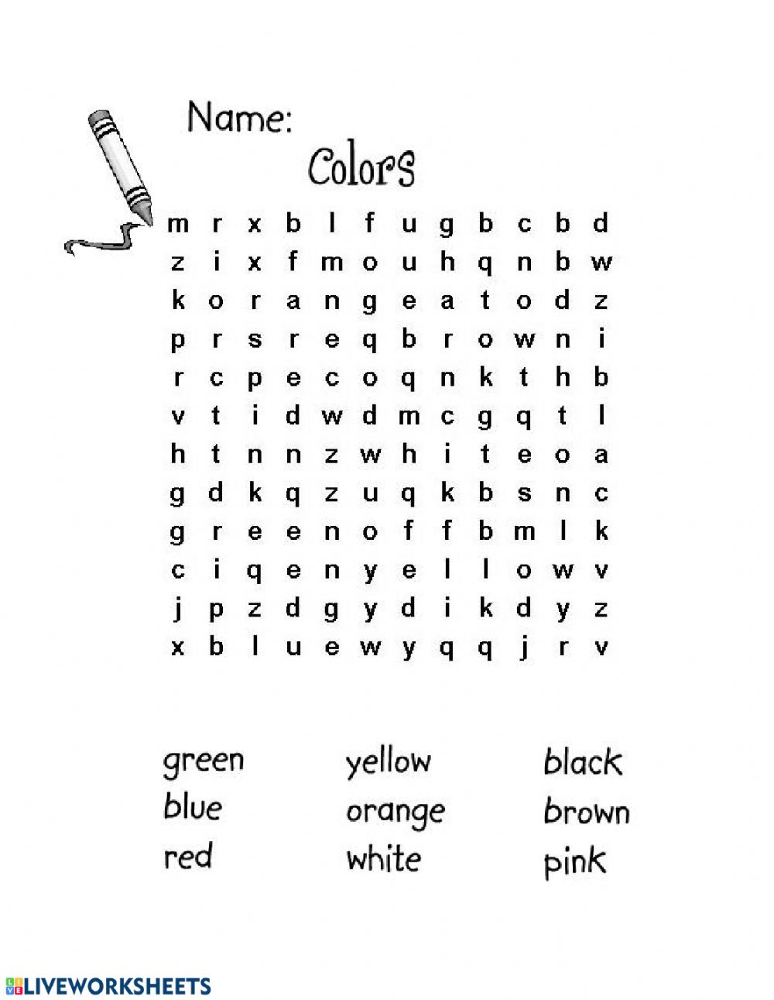 Name:
Colors
m r x b l f u g b c b d
z i x f m o u h q n b w
k o r a n g e a t o d z
p r s r e q b r o w n i
r c p e c o q n k t h b
v t i d w d m c g q t l
h t n n z w h i t e o a
g d k q z u q k b s n c
g r e e n o f f b m l k
c i q e n y e l l o w v
j p z d g y d i k d y z
x b l u e w y q q j r v
green yellow black
blue orange brown
red white pink
LIVEWORKSHEETS